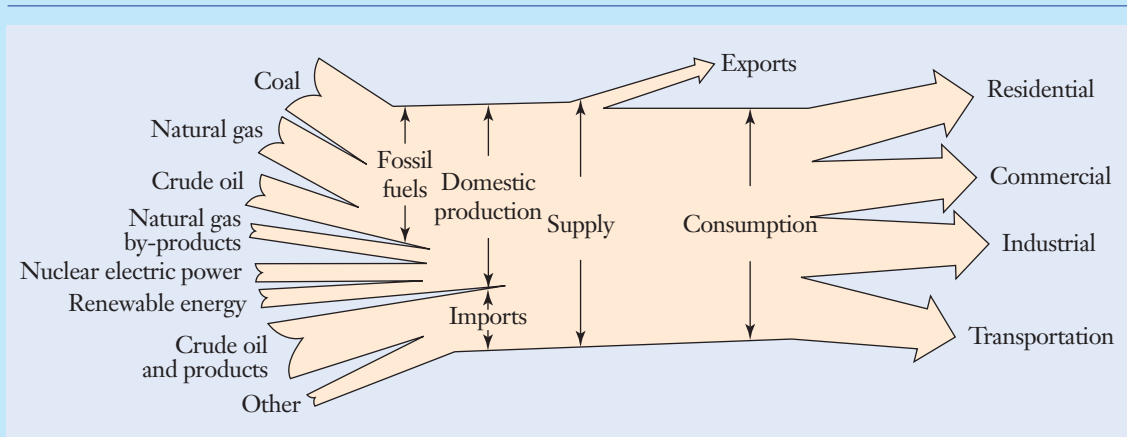 Coal
Natural gas
Crude oil
Natural gas
by-products
Nuclear electric power
Renewable energy
Crude oil
and products
Other
Fossil
fuels
Domestic
production
Imports
Supply
Exports
Consumption
Residential
Commercial
Industrial
Transportation